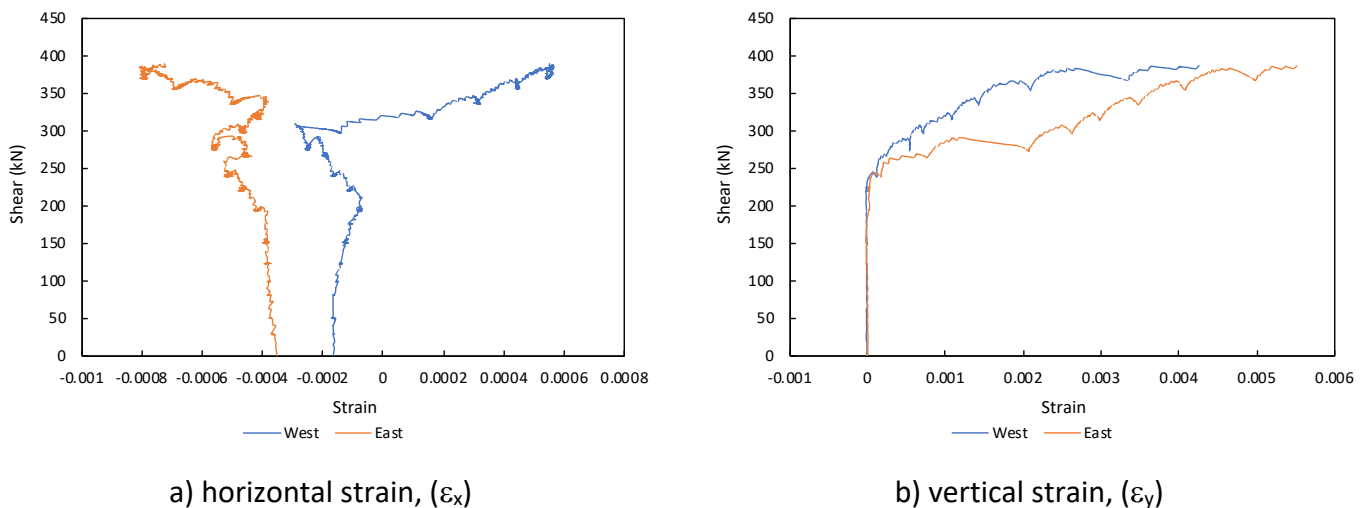 450
400
350
300
250
200
150
100
50
0
Shear (kN)
-0.001 -0.0008 -0.0006 -0.0004 -0.0002 0 0.0002 0.0004 0.0006 0.0008
Strain
West East
a) horizontal strain, (εx)
450
400
350
300
250
200
150
100
50
0
Shear (kN)
-0.001 0 0.001 0.002 0.003 0.004 0.005 0.006
Strain
West East
b) vertical strain, (εy)